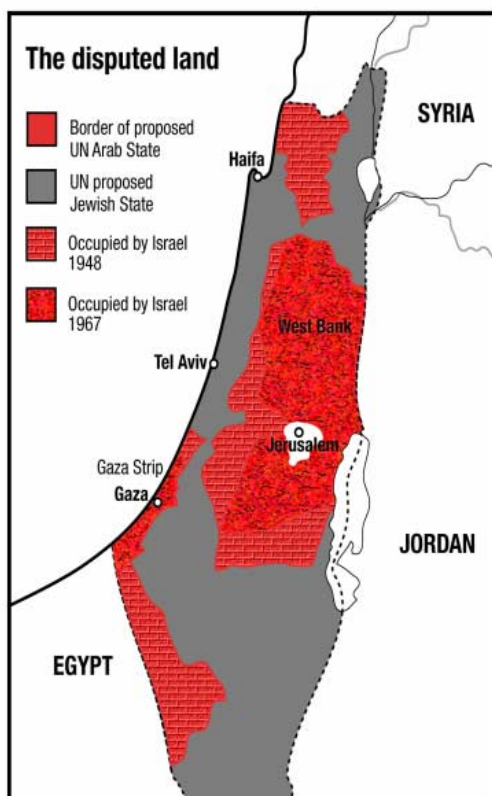 The disputed land
Border of proposed
UN Arab State
UN proposed
Jewish State
Occupied by Israel
1948
Occupied by Israel
1967
SYRIA
Haifa
West Bank
Tel Aviv
Jerusalem
Gaza Strip
Gaza
JORDAN
EGYPT